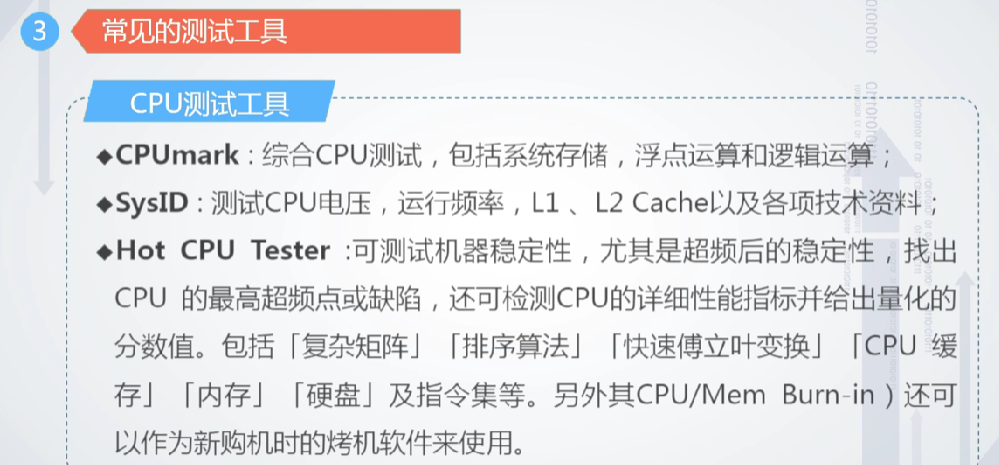 3
常见的测试工具
CPU测试工具
◆CPUmark：综合CPU测试，包括系统存储，浮点运算和逻辑运算；
◆SysID：测试CPU电压，运行频率，L1、L2 Cache以及各项技术资料；
◆Hot CPU Tester :可测试机器稳定性，尤其是超频后的稳定性，找出
CPU 的最高超频点或缺陷，还可检测CPU的详细性能指标并给出量化的
分数值。包括「复杂矩阵」「排序算法」「快速傅立叶变换」「CPU 缓
存」「内存」「硬盘」及指令集等。另外其CPU/Mem Burn-in）还可
以作为新购机时的烤机软件来使用。